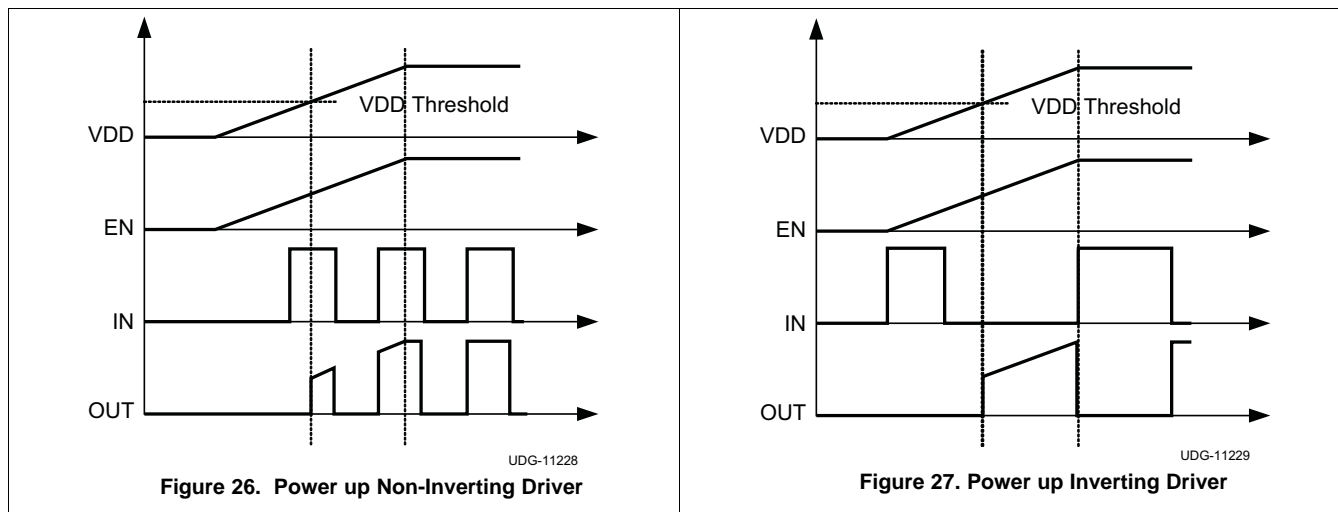 VDD Threshold
VDD
EN
IN
OUT
UDG-11228
Figure 26. Power up Non-Inverting Driver
VDD Threshold
VDD
EN
IN
OUT
UDG-11229
Figure 27. Power up Inverting Driver